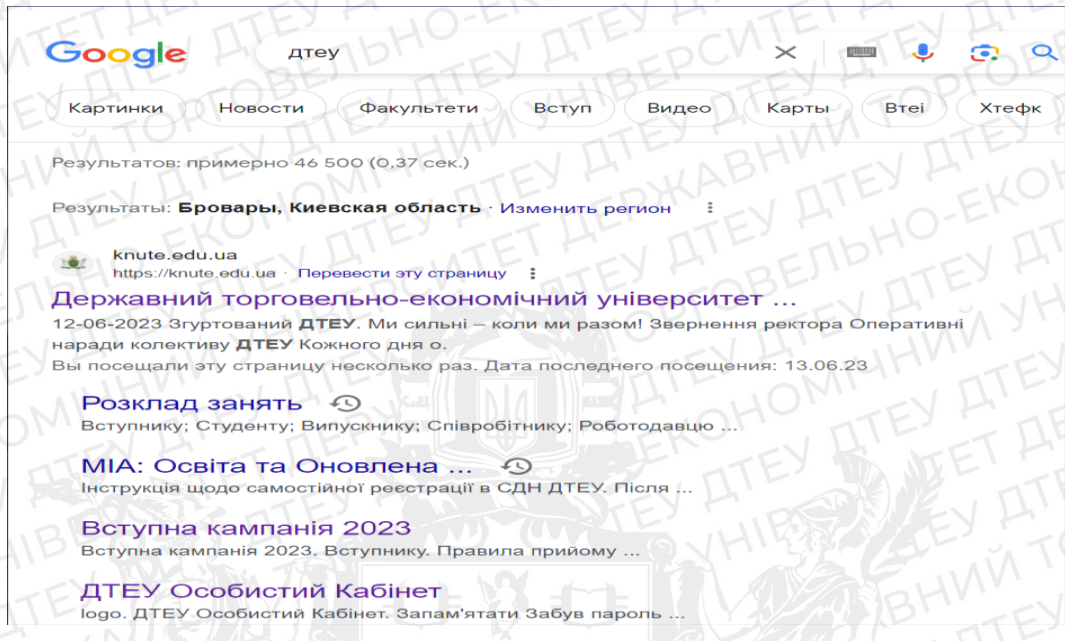 Google
дтеу
Картинки Новости Факультети Вступ Видео Карты Втеі Хтефк
Результатов: примерно 46 500 (0,37 сек.)
Результаты: Бровары, Киевская область · Изменить регион
knute.edu.ua
https://knute.edu.ua · Перевести эту страницу
Державний торговельно-економічний університет ...
12-06-2023 Згуртований ДТЕУ. Ми сильні – коли ми разом! Звернення ректора Оперативні
наради колективу ДТЕУ Кожного дня о.
Вы посещали эту страницу несколько раз. Дата последнего посещения: 13.06.23
Розклад занять
Вступнику; Студенту; Випускнику; Співробітнику; Роботодавцю ...
МІА: Освіта та Оновлена ...
Інструкція щодо самостійної реєстрації в СДН ДТЕУ. Після ...
Вступна кампанія 2023
Вступна кампанія 2023. Вступнику. Правила прийому ...
ДТЕУ Особистий Кабінет
logo. ДТЕУ Особистий Кабінет. Запам'ятати Забув пароль ...